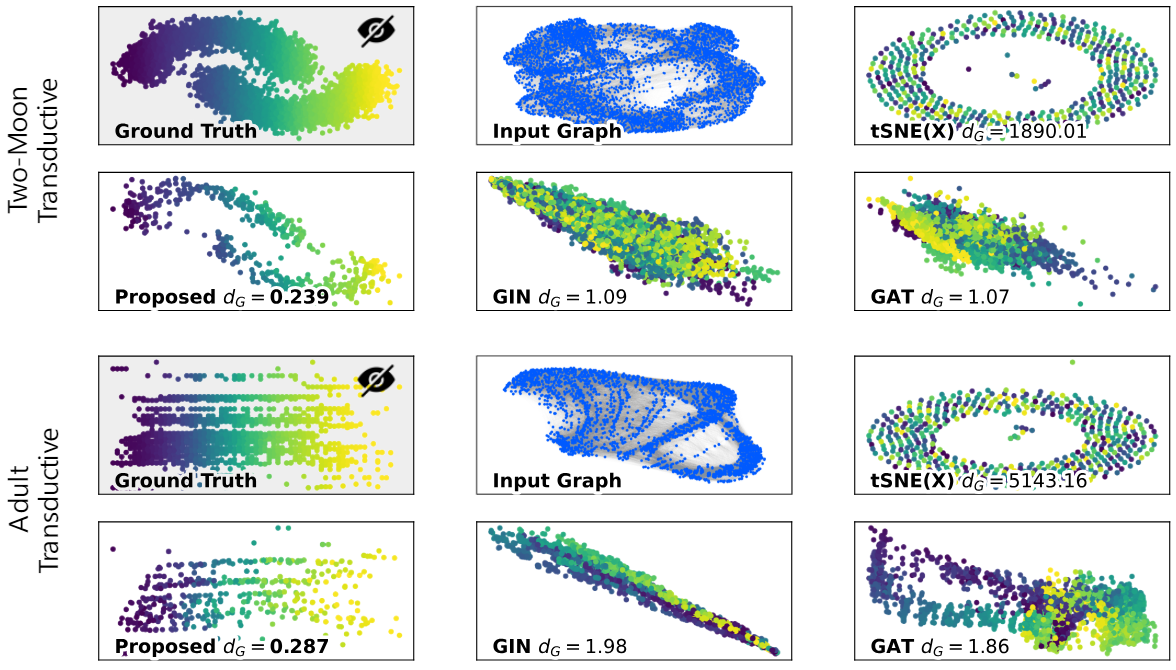 Two-Moon
Transductive
Ground Truth
Input Graph
tSNE(X) d_G = 1890.01
Proposed d_G = 0.239
GIN d_G = 1.09
GAT d_G = 1.07
Adult
Transductive
Ground Truth
Input Graph
tSNE(X) d_G = 5143.16
Proposed d_G = 0.287
GIN d_G = 1.98
GAT d_G = 1.86